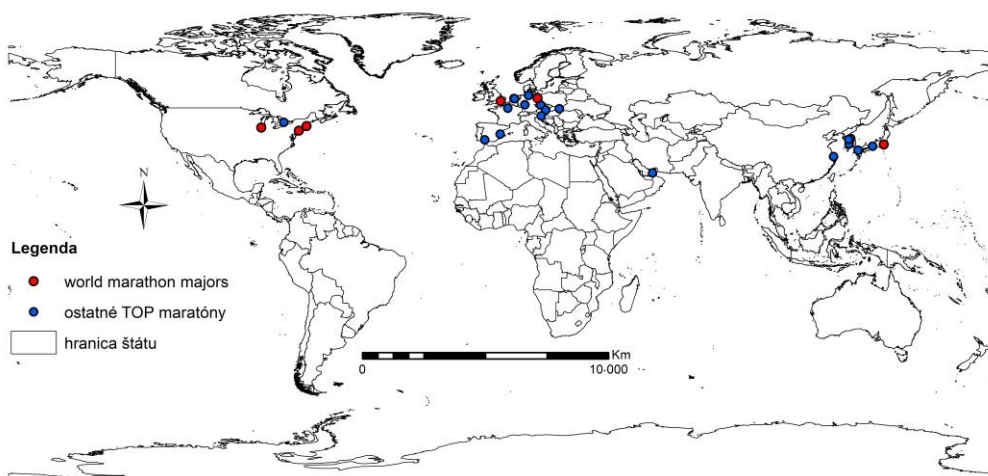 N
Legenda
world marathon majors
ostatné TOP maratóny
hranica štátu
Km
0 10·000